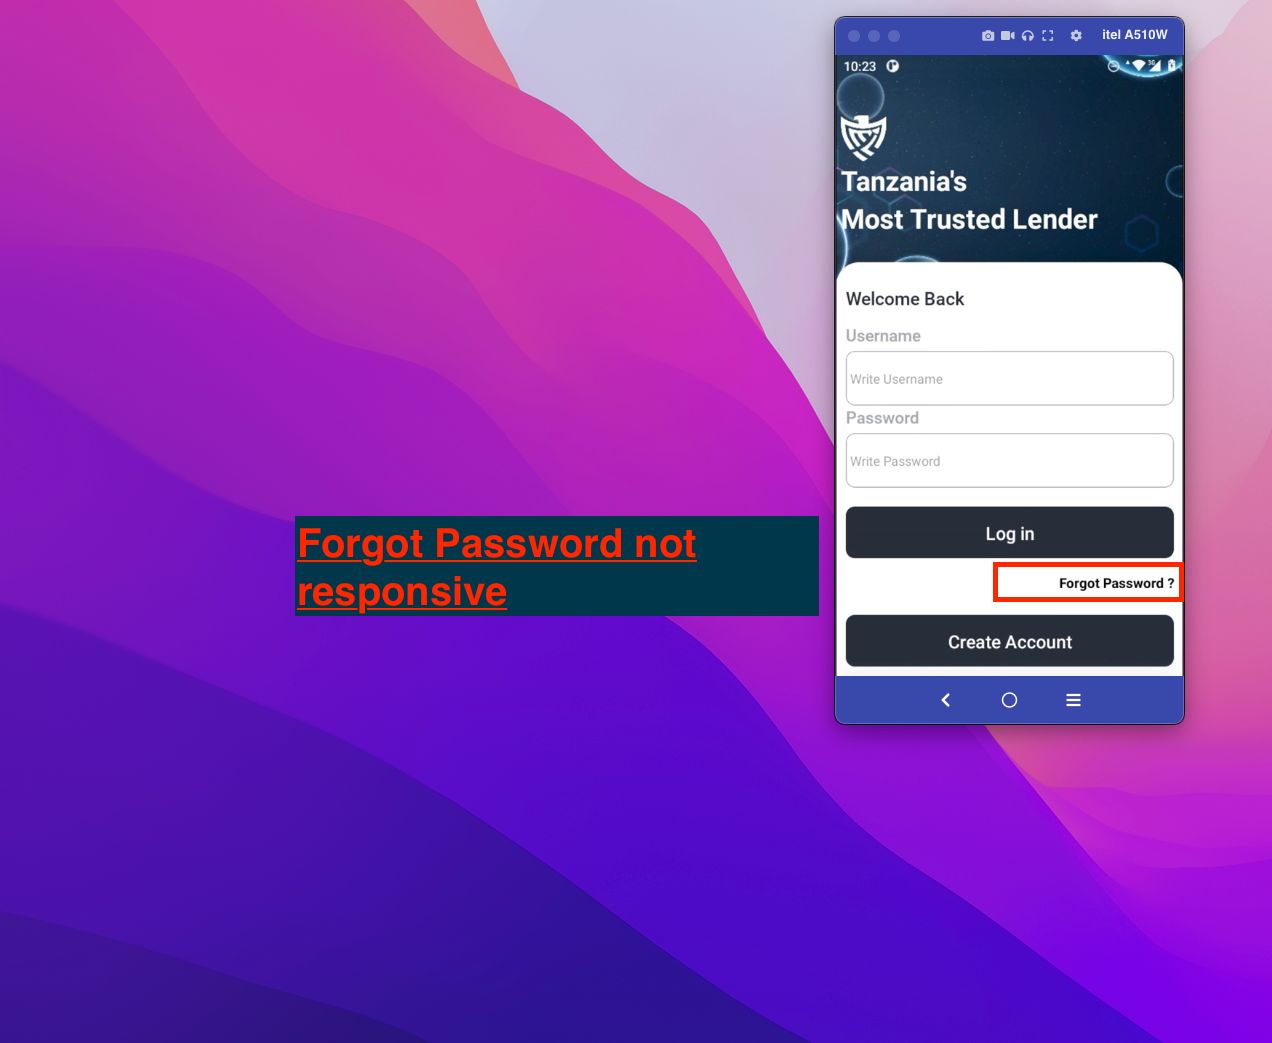 itel A510W
10:23
3G
Tanzania's
Most Trusted Lender
Welcome Back
Username
Write Username
Password
Write Password
Log in
Forgot Password not
responsive
Forgot Password ?
Create Account